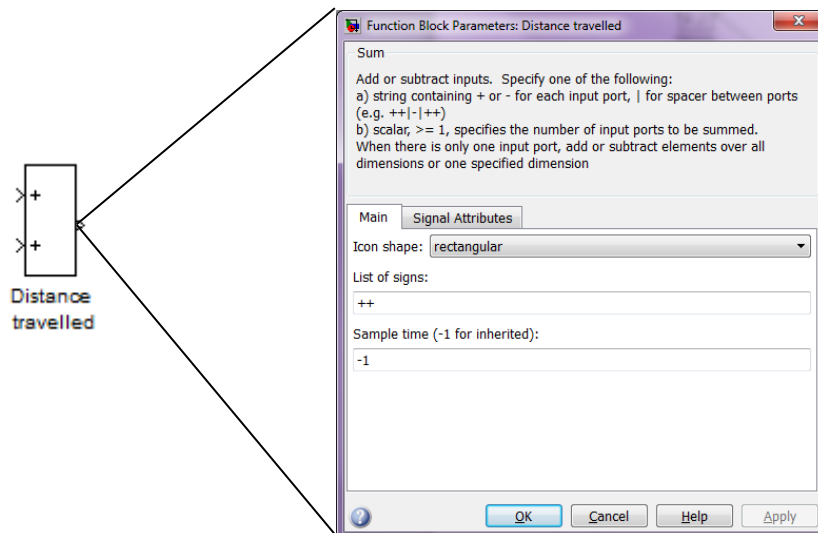 +
+
Distance
travelled
Function Block Parameters: Distance travelled
Sum
Add or subtract inputs.  Specify one of the following:
a) string containing + or - for each input port, | for spacer between ports
(e.g. ++|-|++)
b) scalar, >= 1, specifies the number of input ports to be summed.
When there is only one input port, add or subtract elements over all
dimensions or one specified dimension
Main Signal Attributes
Icon shape: rectangular
List of signs:
++
Sample time (-1 for inherited):
-1
? OK Cancel Help Apply